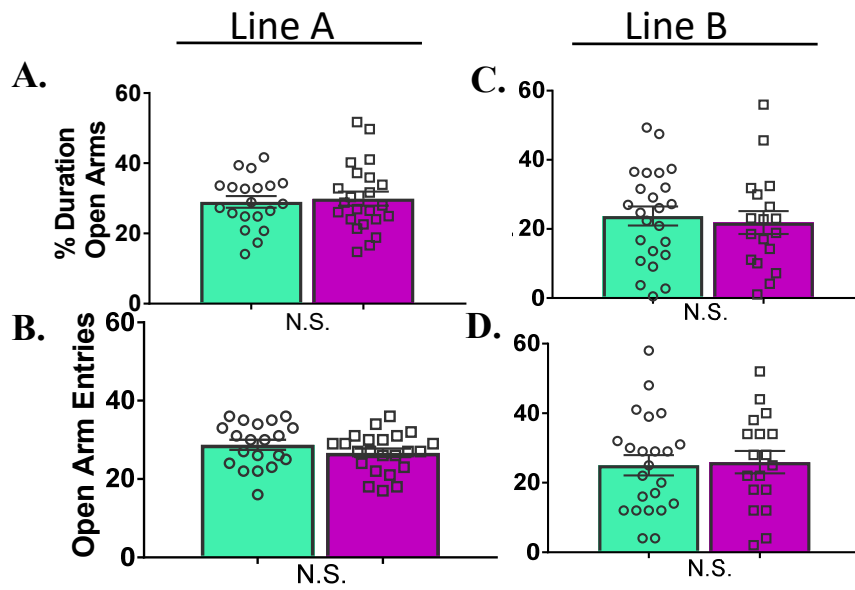 Line A
Line B
A.
60
40
20
0
% Duration
Open Arms
N.S.
C.
60
40
20
0
N.S.
B.
60
40
20
0
Open Arm Entries
N.S.
D.
60
40
20
0
N.S.